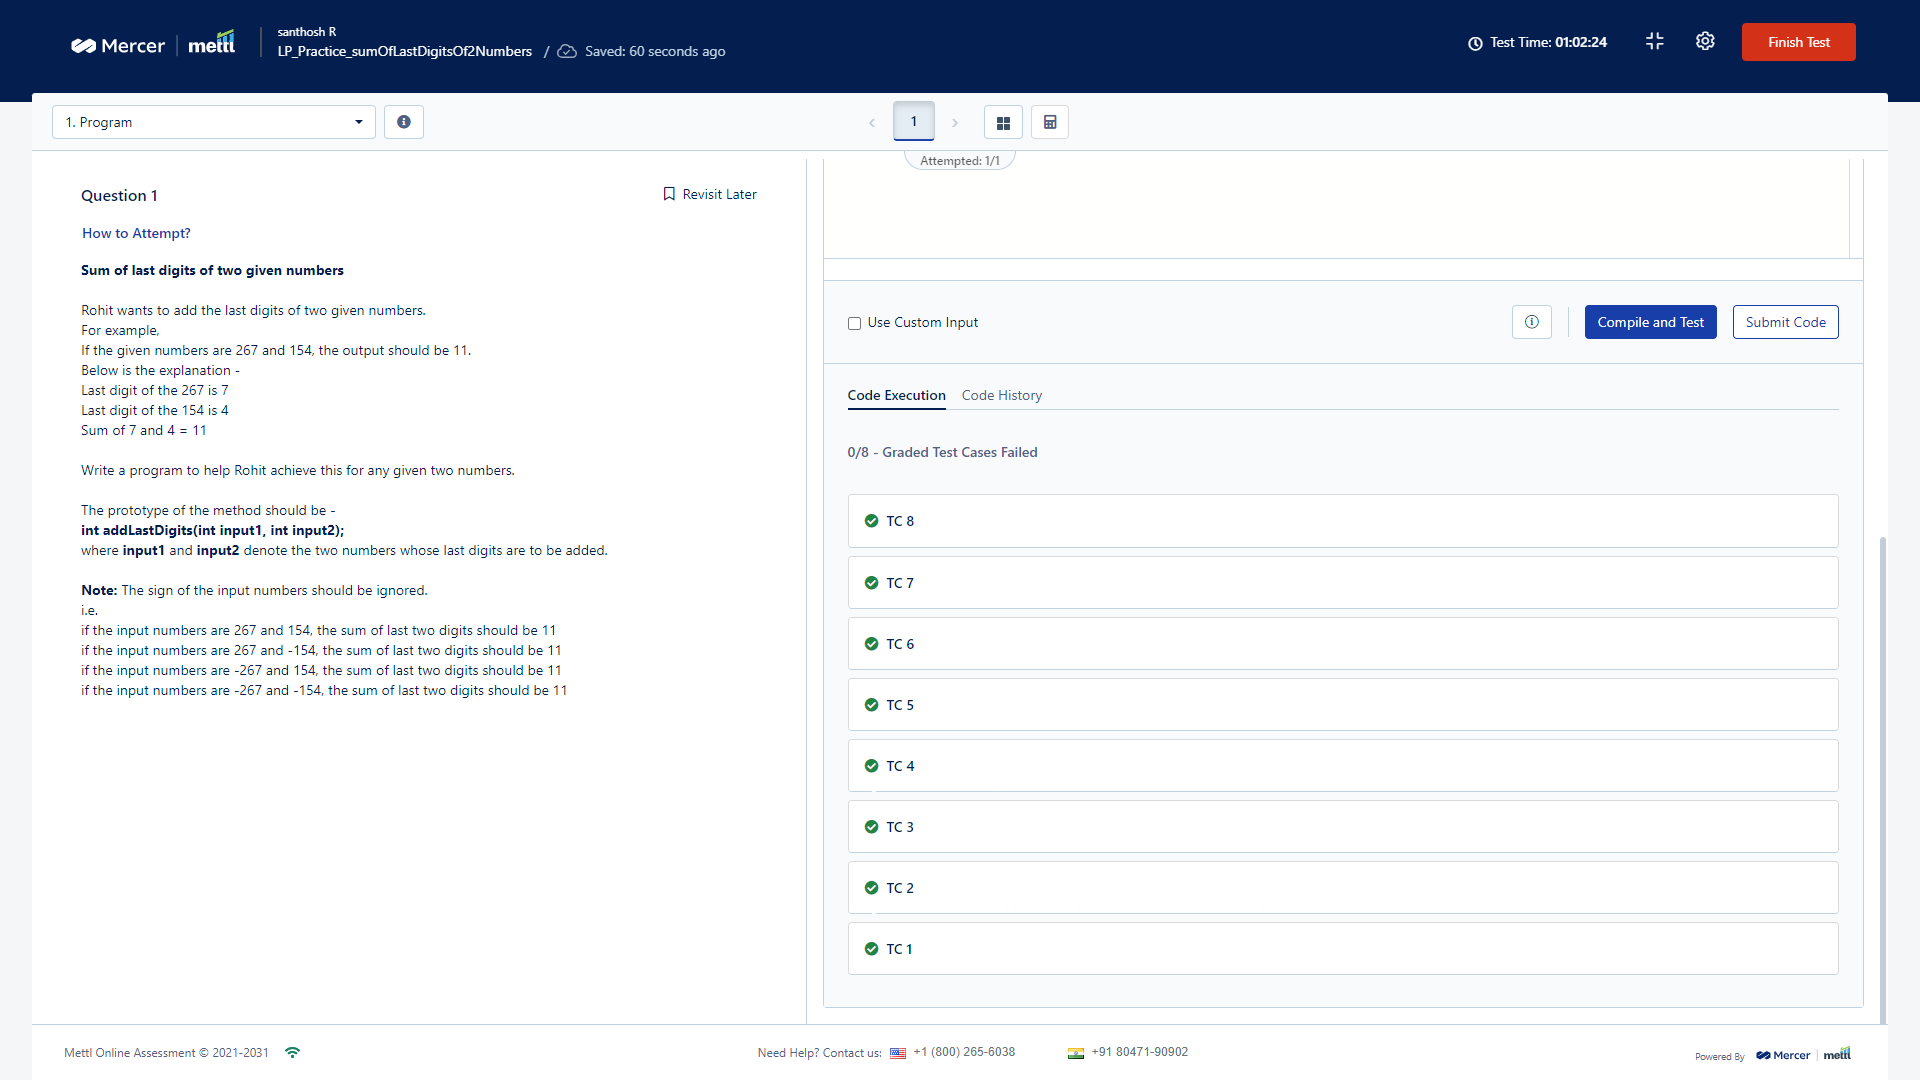 Mercer | mettl
santhosh R
LP_Practice_sumOfLastDigitsOf2Numbers / Saved: 60 seconds ago
Test Time: 01:02:24
Finish Test
1. Program
1
Attempted: 1/1
Question 1
Revisit Later
How to Attempt?
Sum of last digits of two given numbers
Rohit wants to add the last digits of two given numbers.
For example,
If the given numbers are 267 and 154, the output should be 11.
Below is the explanation -
Last digit of the 267 is 7
Last digit of the 154 is 4
Sum of 7 and 4 = 11
Write a program to help Rohit achieve this for any given two numbers.
The prototype of the method should be -
int addLastDigits(int input1, int input2);
where input1 and input2 denote the two numbers whose last digits are to be added.
Note: The sign of the input numbers should be ignored.
i.e.
if the input numbers are 267 and 154, the sum of last two digits should be 11
if the input numbers are 267 and -154, the sum of last two digits should be 11
if the input numbers are -267 and 154, the sum of last two digits should be 11
if the input numbers are -267 and -154, the sum of last two digits should be 11
Use Custom Input
Compile and Test
Submit Code
Code Execution
Code History
0/8 - Graded Test Cases Failed
TC 8
TC 7
TC 6
TC 5
TC 4
TC 3
TC 2
TC 1
Mettl Online Assessment © 2021-2031
Need Help? Contact us: +1 (800) 265-6038
+91 80471-90902
Powered By Mercer | mettl